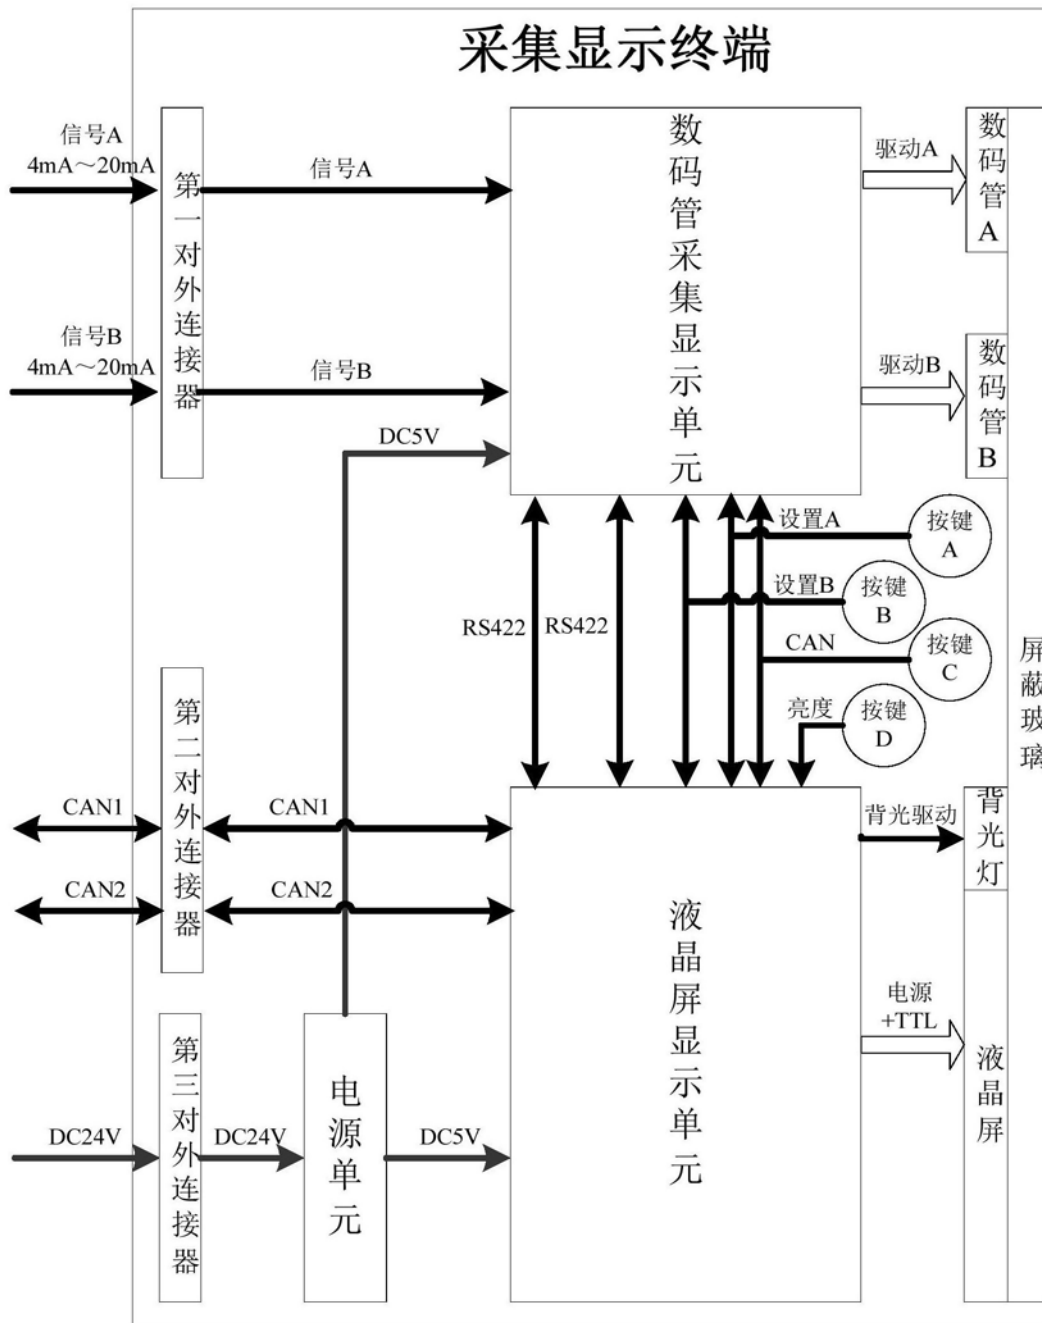 采集显示终端
信号A
4mA～20mA
信号B
4mA～20mA
第一对外连接器
信号A
信号B
DC5V
数码管采集显示单元
驱动A
驱动B
数码管A
数码管B
RS422
RS422
设置A
设置B
CAN
亮度
按键
A
按键
B
按键
C
按键
D
屏蔽玻璃
CAN1
CAN2
第二对外连接器
CAN1
CAN2
液晶屏显示单元
背光驱动
背光灯
电源
+TTL
液晶屏
DC24V
第三对外连接器
DC24V
电源单元
DC5V